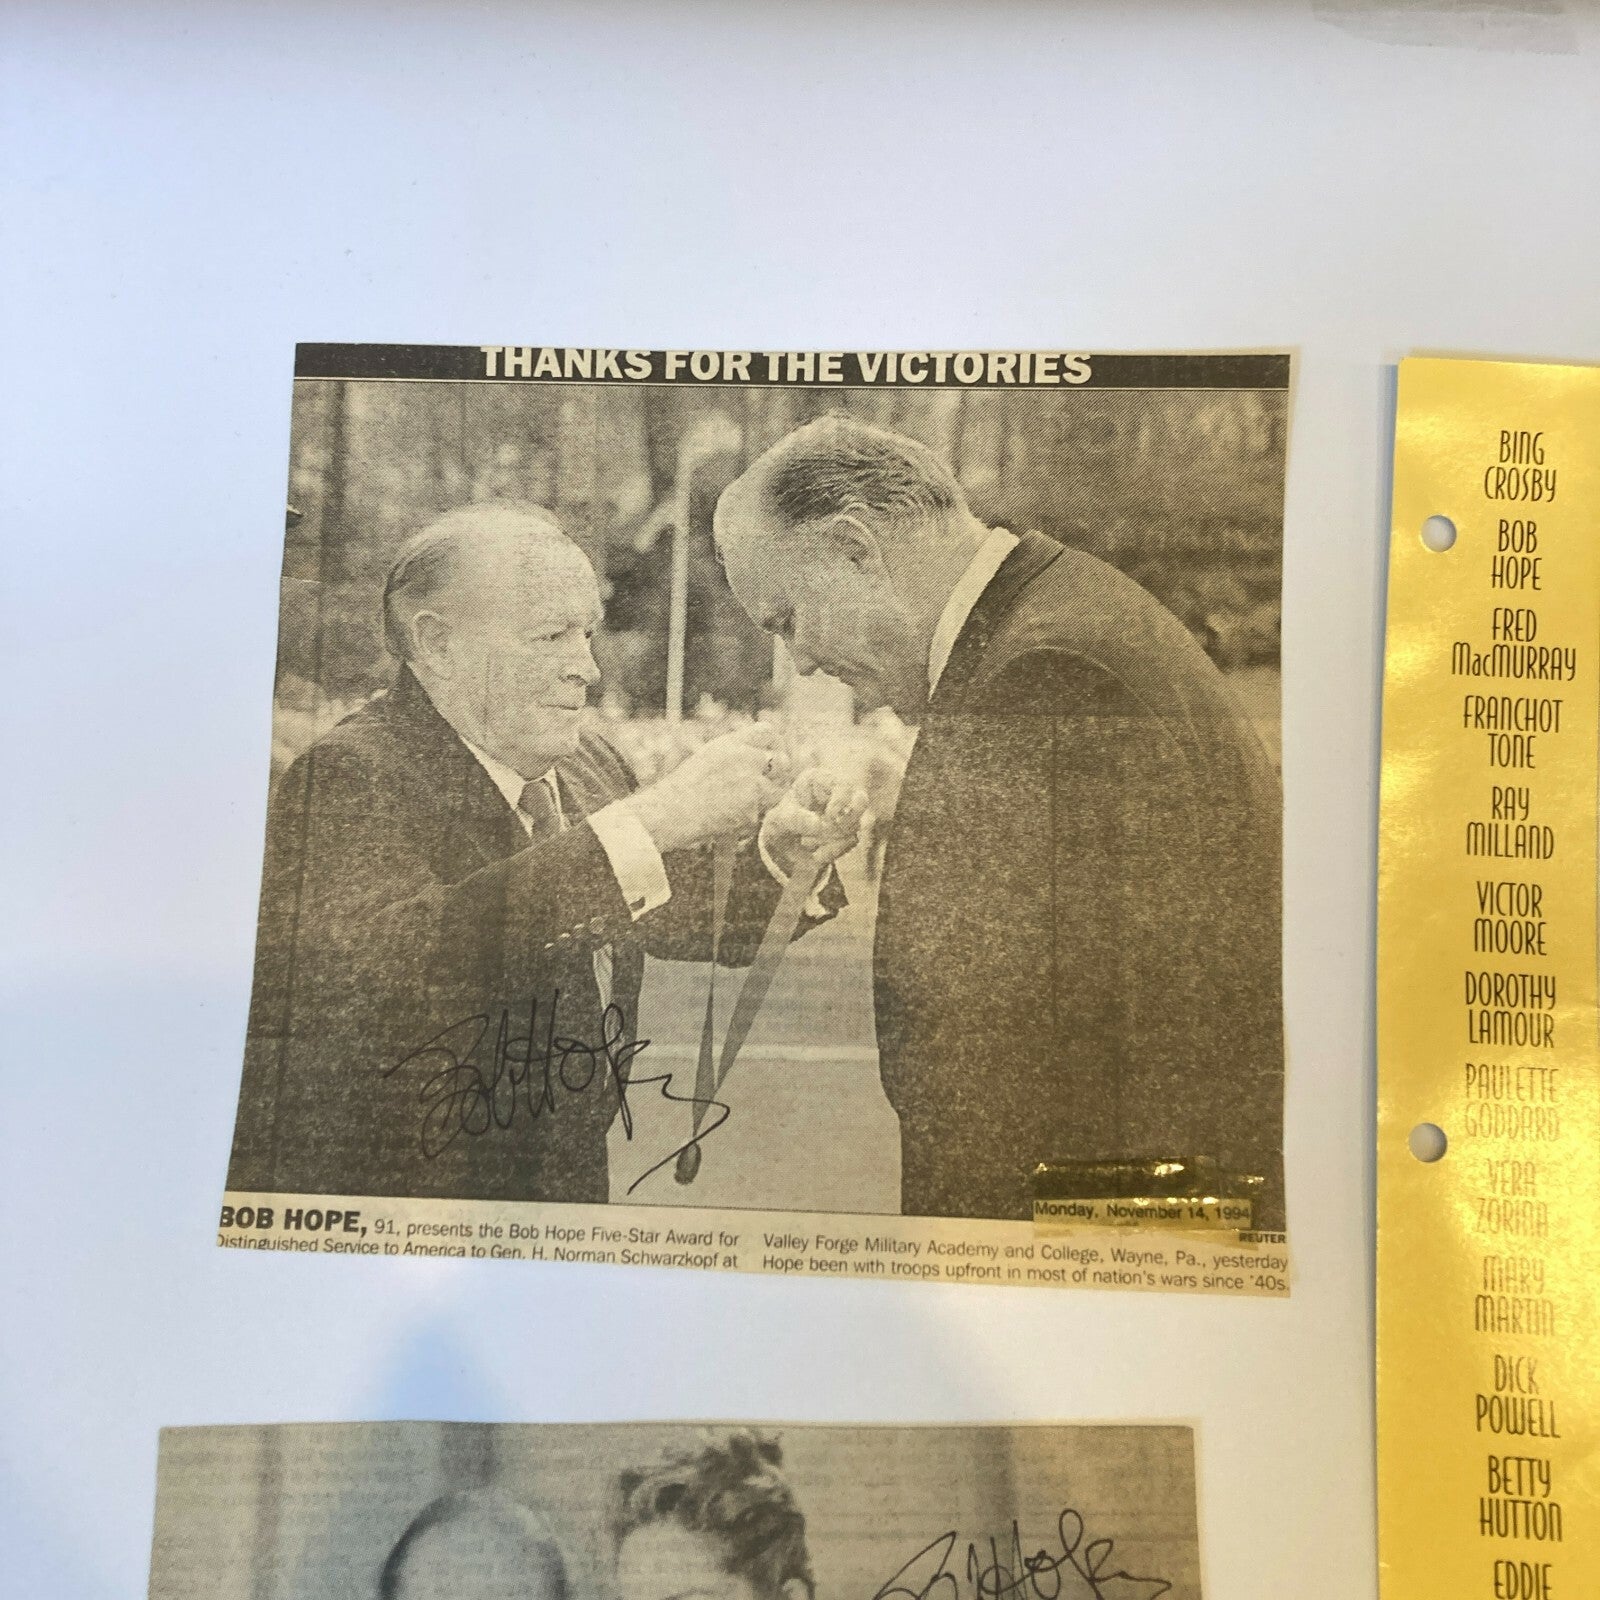 THANKS FOR THE VICTORIES
Bob Hope
Monday, November 14, 1994
REUTER
BOB HOPE, 91, presents the Bob Hope Five-Star Award for
Distinguished Service to America to Gen. H. Norman Schwarzkopf at
Valley Forge Military Academy and College, Wayne, Pa., yesterday
Hope been with troops upfront in most of nation's wars since '40s.
Bob Hope
BING
CROSBY
BOB
HOPE
FRED
MacMURRAY
FRANCHOT
TONE
RAY
MILLAND
VICTOR
MOORE
DOROTHY
LAMOUR
PAULETTE
GODDARD
VERA
ZORINA
MARY
MARTIN
DICK
POWELL
BETTY
HUTTON
EDDIE